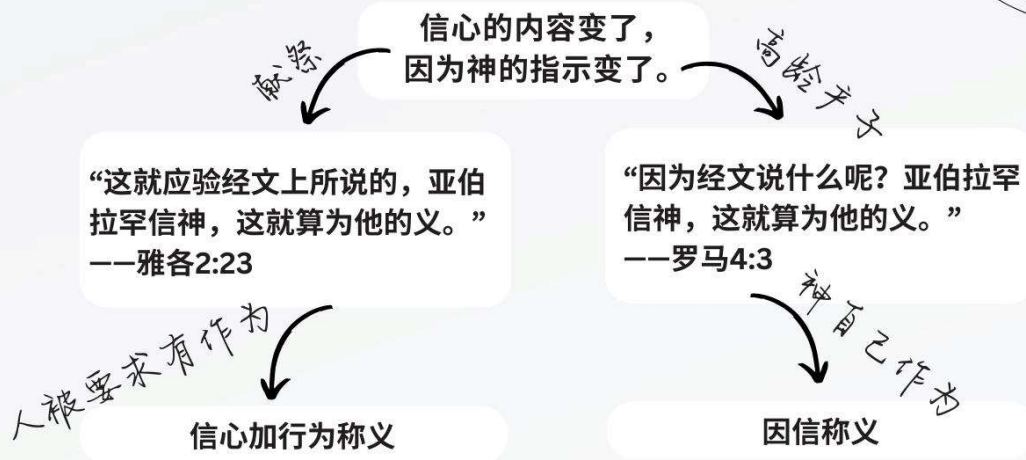 信心的内容变了，
因为神的指示变了。
献祭
高龄产子
“这就应验经文上所说的，亚伯
拉罕信神，这就算为他的义。”
——雅各2:23
“因为经文说什么呢？亚伯拉罕
信神，这就算为他的义。”
——罗马4:3
人被要求有作为
神自己作为
信心加行为称义
因信称义